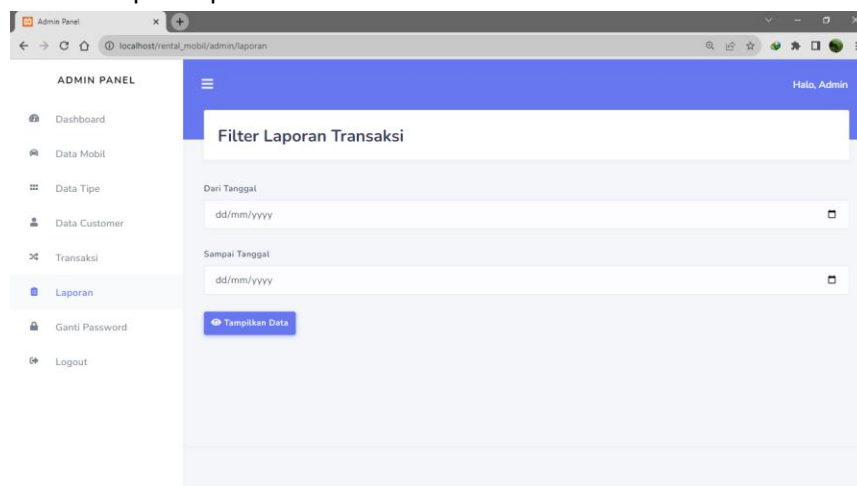 Admin Panel
localhost/rental_mobil/admin/laporan
ADMIN PANEL
Halo, Admin
Dashboard
Data Mobil
Data Tipe
Data Customer
Transaksi
Laporan
Ganti Password
Logout
Filter Laporan Transaksi
Dari Tanggal
dd/mm/yyyy
Sampai Tanggal
dd/mm/yyyy
Tampilkan Data